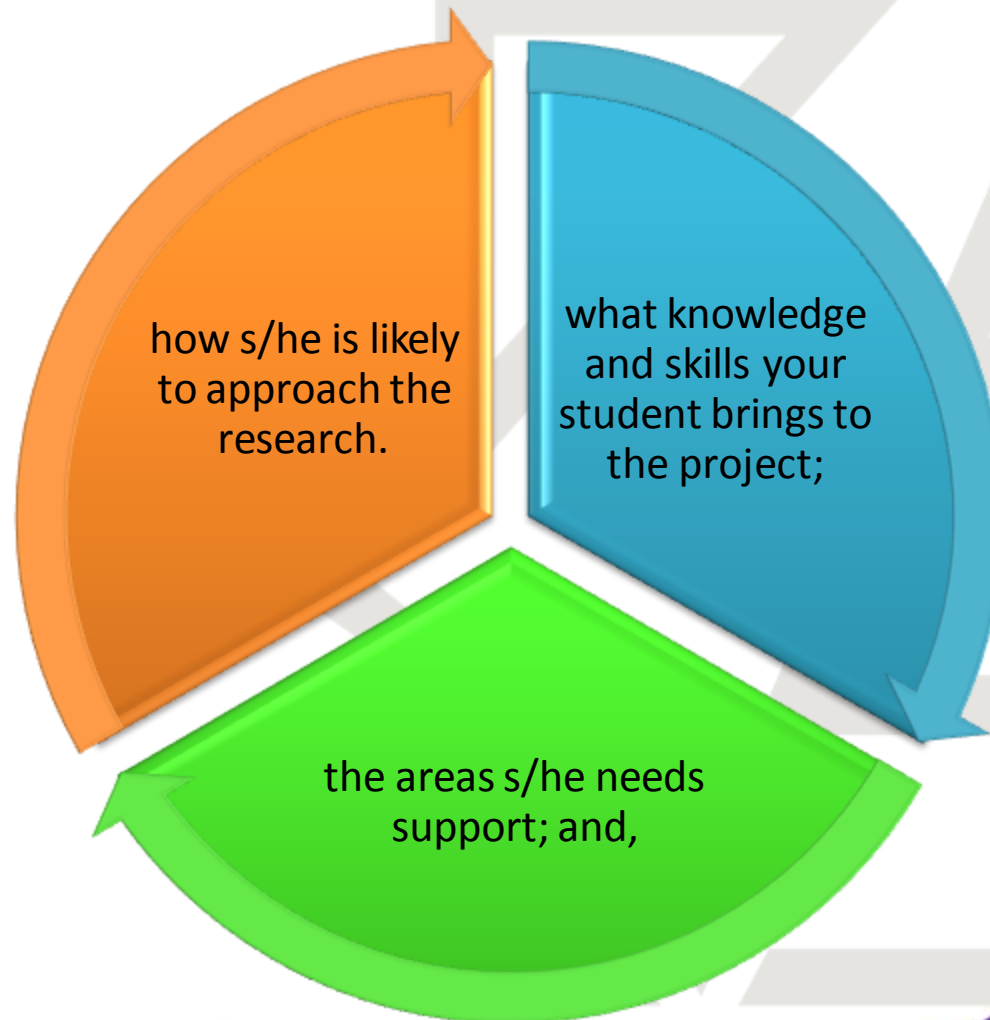 what knowledge
and skills your
student brings to
the project;
the areas s/he needs
support; and,
how s/he is likely
to approach the
research.